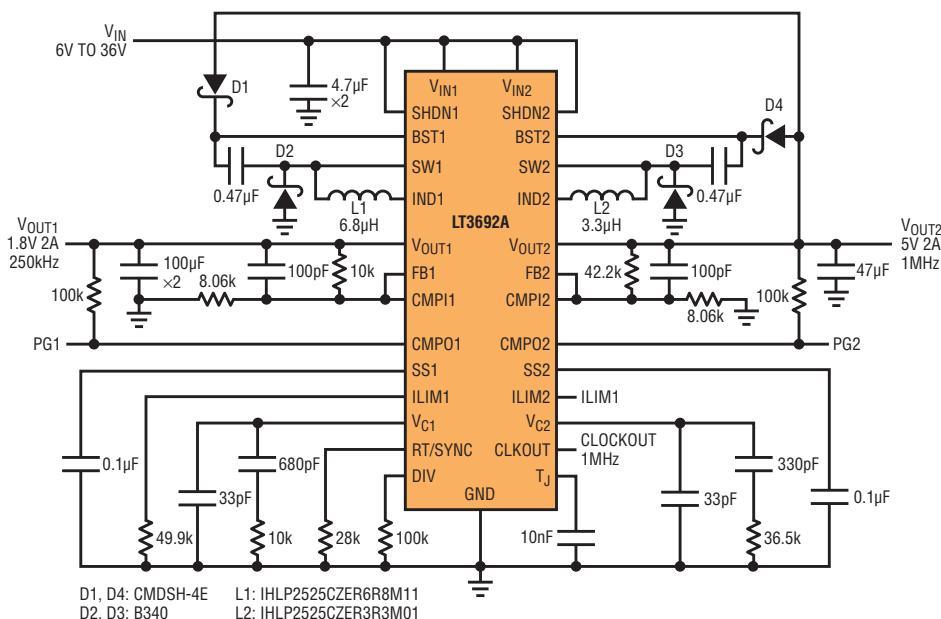 VIN
6V TO 36V
D1
4.7µF
×2
VIN1
VIN2
SHDN1
SHDN2
D4
BST1
BST2
D2
D3
SW1
SW2
0.47µF
0.47µF
IND1
IND2
L1
6.8µH
L2
3.3µH
LT3692A
VOUT1
1.8V 2A
250kHz
VOUT2
5V 2A
1MHz
VOUT1
VOUT2
100µF
×2
8.06k
100pF
10k
42.2k
100pF
47µF
FB1
FB2
100k
CMPI1
CMPI2
8.06k
100k
PG1
CMPO1
CMPO2
PG2
SS1
SS2
ILIM1
ILIM2
ILIM1
VC1
VC2
RT/SYNC
CLKOUT
CLOCKOUT
1MHz
0.1µF
33pF
680pF
DIV
TJ
33pF
330pF
0.1µF
GND
49.9k
10k
28k
100k
10nF
36.5k
D1, D4: CMDSH-4E L1: IHLP2525CZER6R8M11
D2, D3: B340 L2: IHLP2525CZER3R3M01